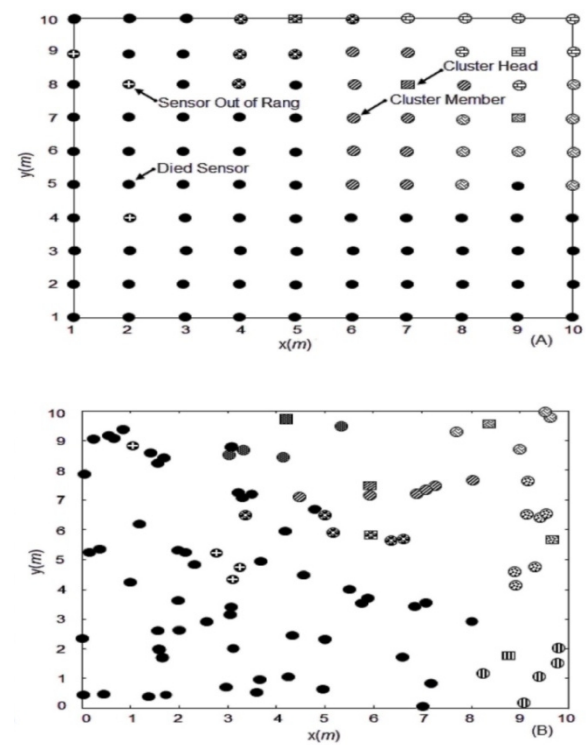 10
9
8
7
6
5
4
3
2
1
y(m)
Cluster Head
Sensor Out of Rang
Cluster Member
Died Sensor
1 2 3 4 5 6 7 8 9 10
x(m)
(A)
10
9
8
7
6
5
4
3
2
1
0
y(m)
0 1 2 3 4 5 6 7 8 9 10
x(m)
(B)